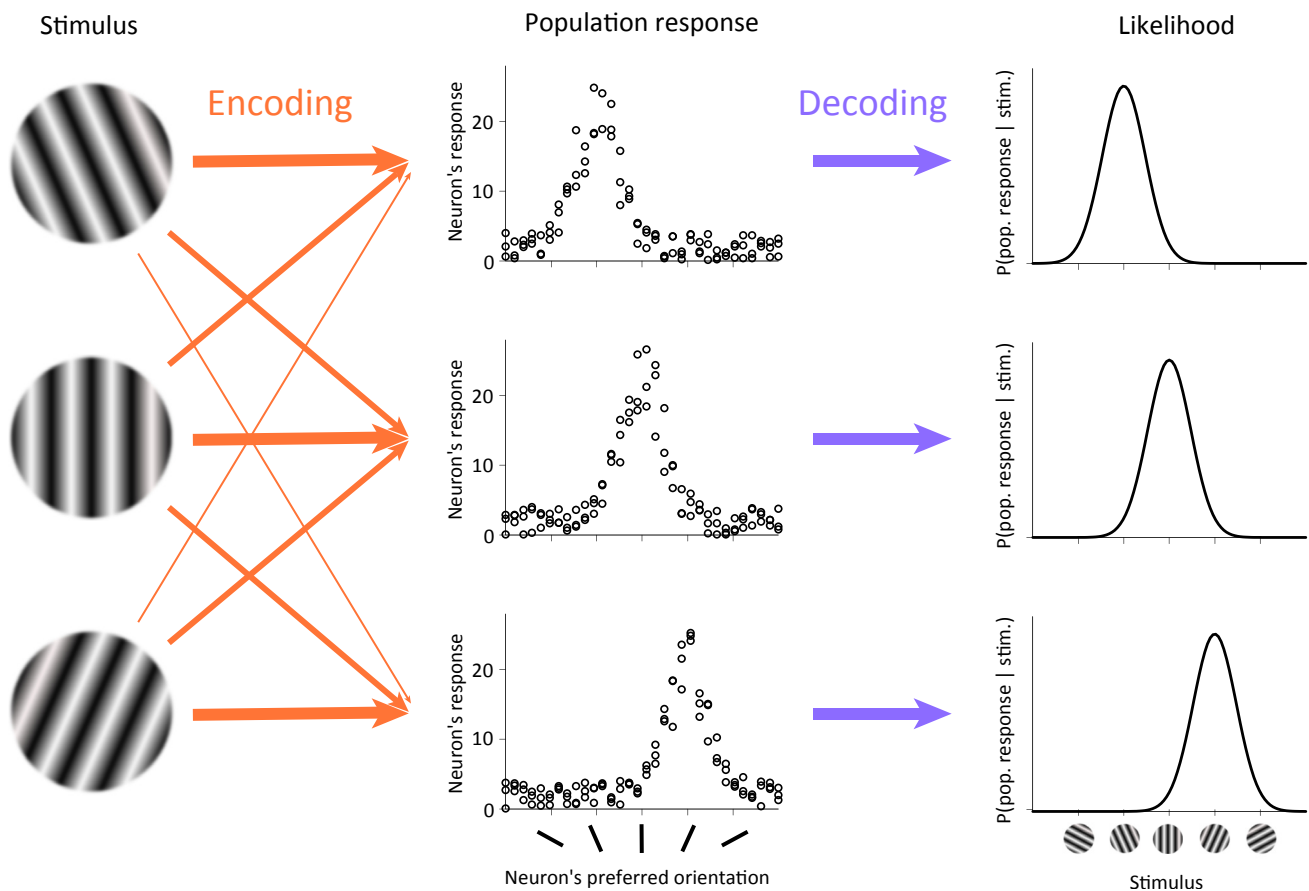 Stimulus
Population response
Likelihood
Encoding
Decoding
Neuron's response
20
10
0
P(pop. response | stim.)
Neuron's response
20
10
0
P(pop. response | stim.)
Neuron's response
20
10
0
P(pop. response | stim.)
Neuron's preferred orientation
Stimulus